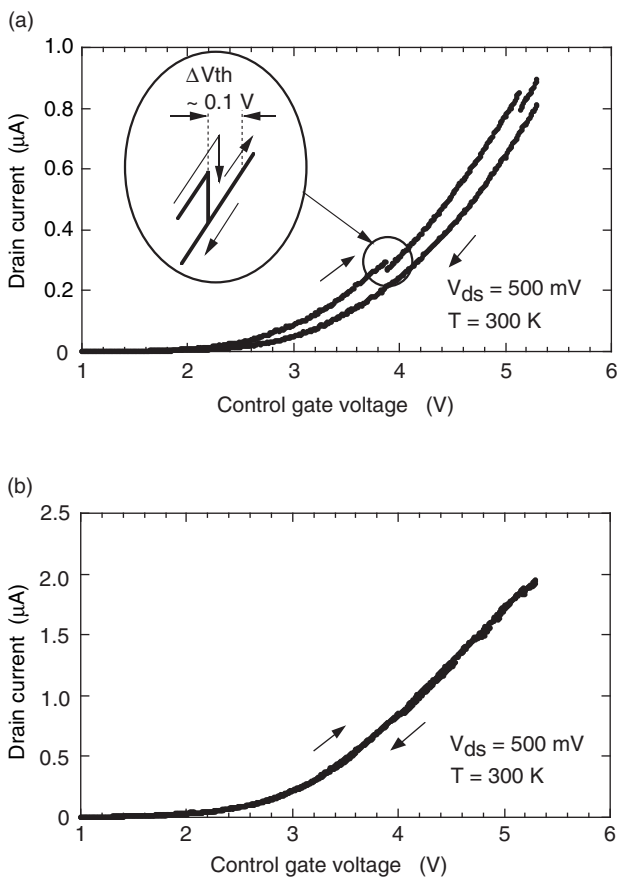 (a)
1.0
0.8
0.6
0.4
0.2
0
1
2
3
4
5
6
Drain current (μA)
Control gate voltage (V)
ΔVth
~ 0.1 V
Vds = 500 mV
T = 300 K
(b)
2.5
2.0
1.5
1.0
0.5
0
1
2
3
4
5
6
Drain current (μA)
Control gate voltage (V)
Vds = 500 mV
T = 300 K